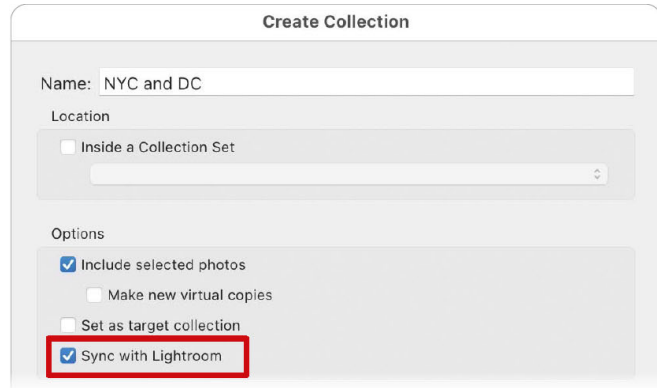 Create Collection
Name: NYC and DC
Location
Inside a Collection Set
Options
Include selected photos
Make new virtual copies
Set as target collection
Sync with Lightroom